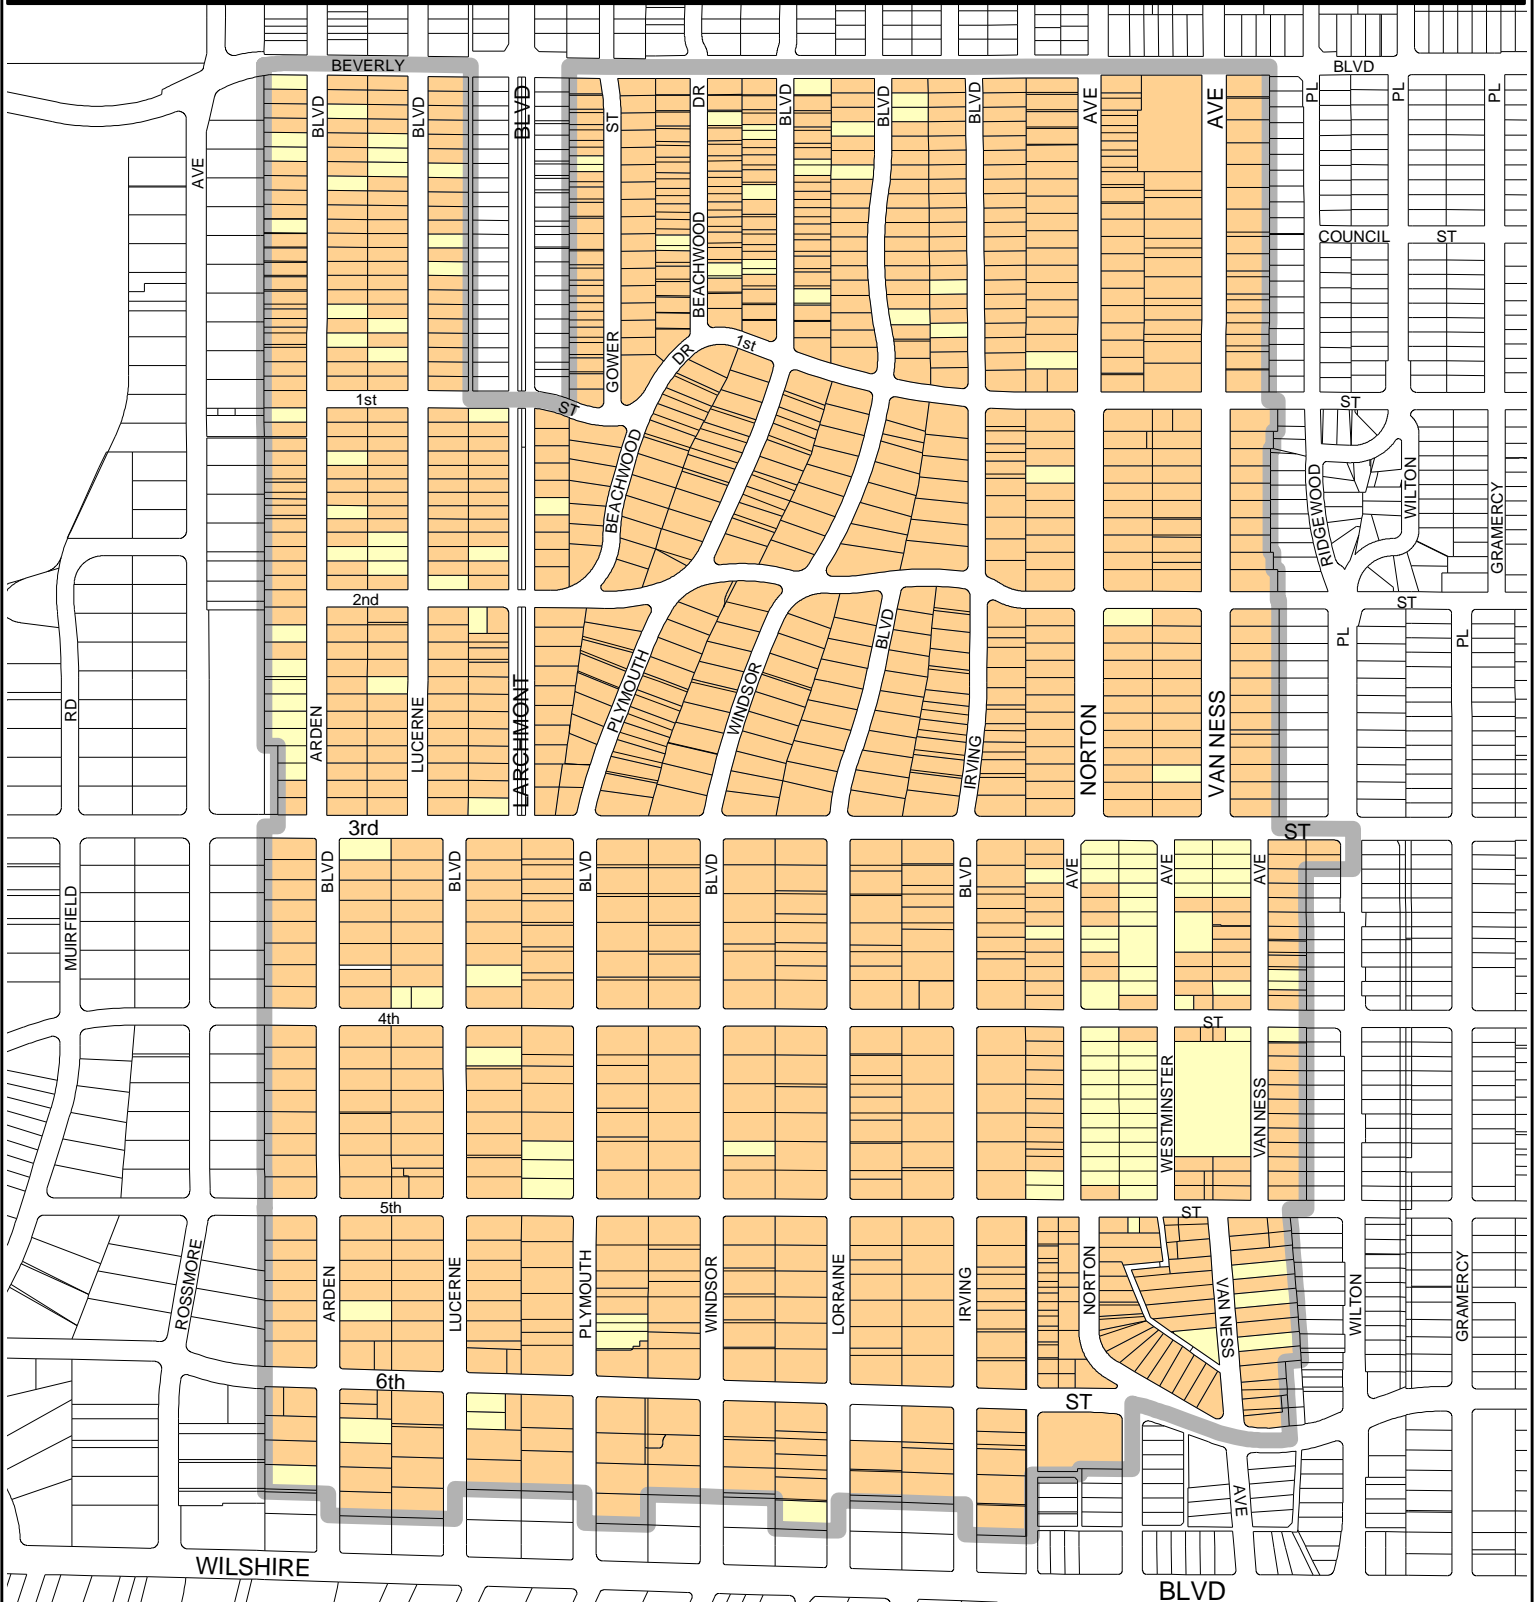 BEVERLY
BLVD
BLVD
BLVD
BLVD
ST
DR
BLVD
BLVD
BLVD
AVE
AVE
PL
PL
PL
AVE
COUNCIL
ST
BEACHWOOD
GOWER
DR
1st
1st
ST
ST
BEACHWOOD
RIDGEWOOD
WILTON
GRAMERCY
2nd
ST
RD
ARDEN
LUCERNE
LARCHMONT
PLYMOUTH
WINDSOR
BLVD
IRVING
NORTON
VAN NESS
PL
PL
3rd
ST
MUIRFIELD
BLVD
BLVD
BLVD
BLVD
BLVD
AVE
AVE
AVE
4th
ST
WESTMINSTER
VAN NESS
5th
ST
ROSSMORE
ARDEN
LUCERNE
PLYMOUTH
WINDSOR
LORRAINE
IRVING
NORTON
VAN NESS
WILTON
GRAMERCY
6th
ST
AVE
WILSHIRE
BLVD